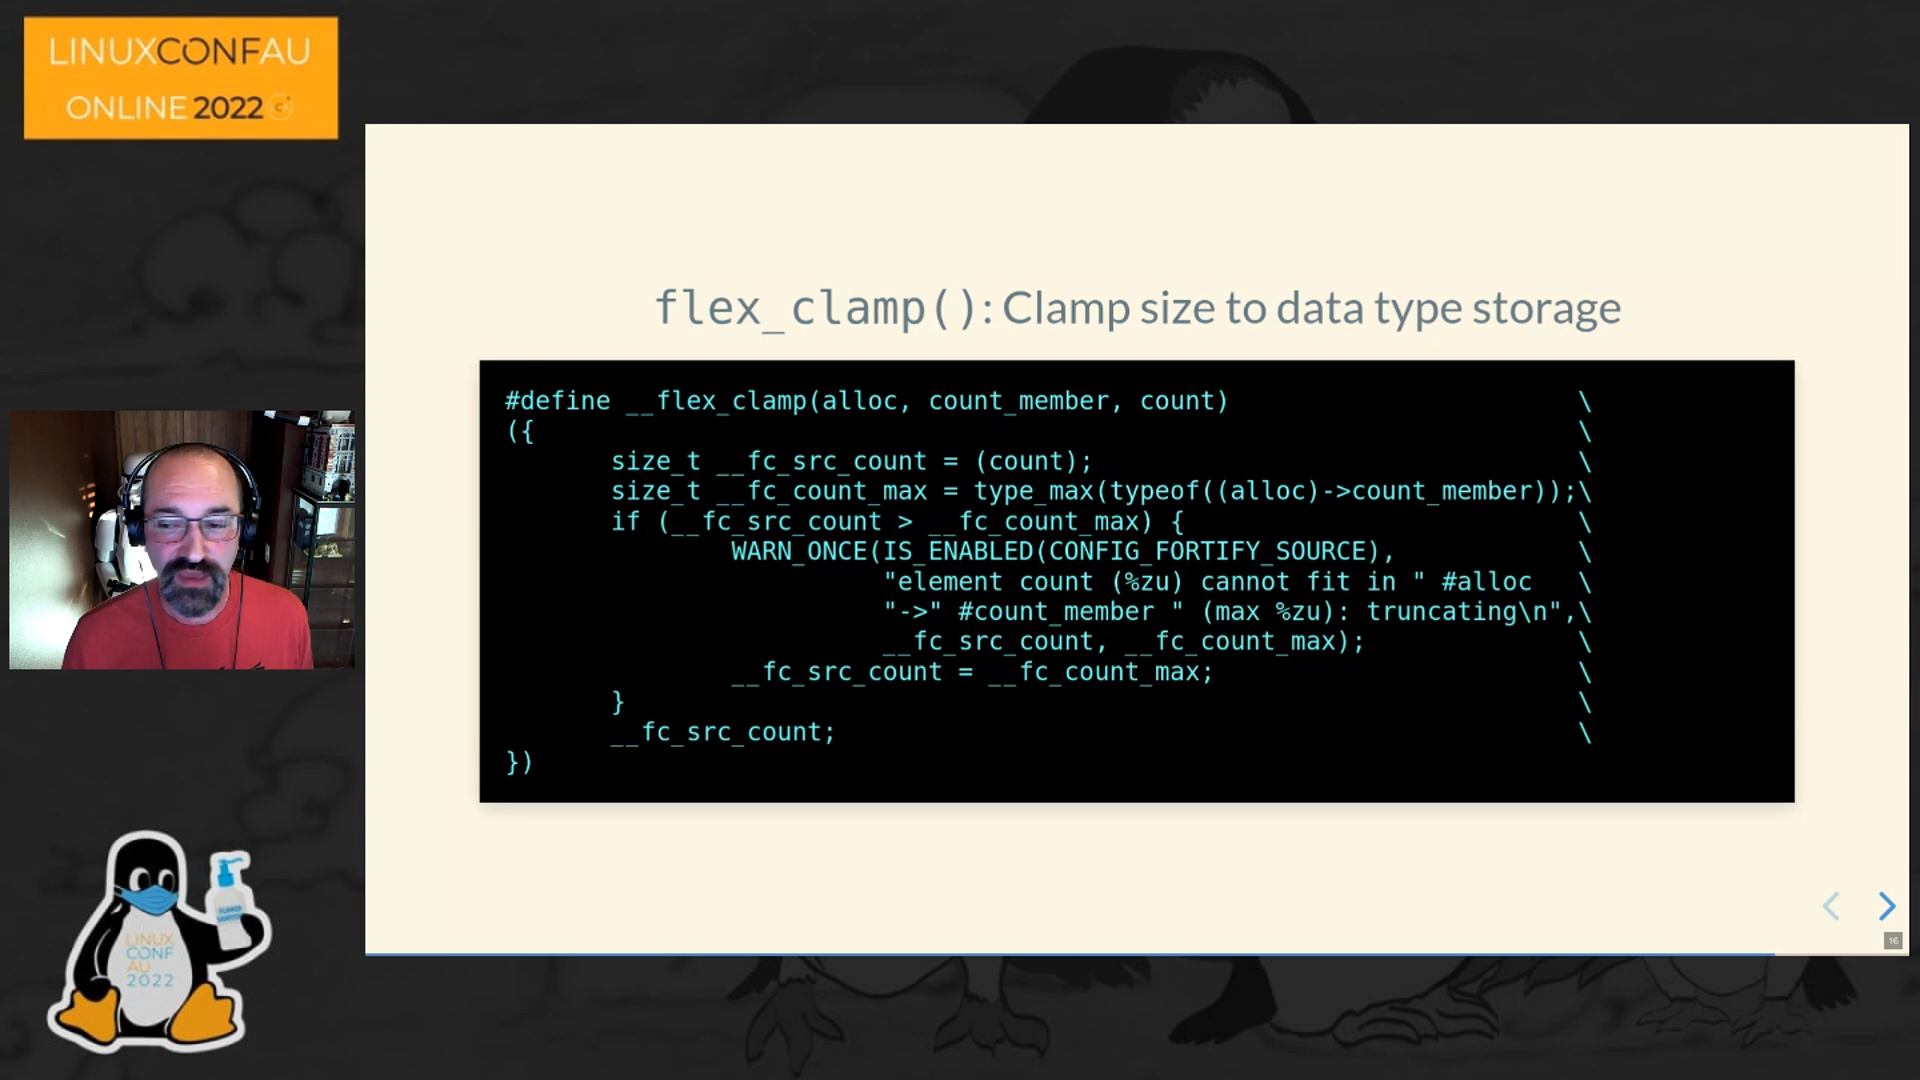 LINUXCONFAU
ONLINE 2022
flex_clamp(): Clamp size to data type storage
#define __flex_clamp(alloc, count_member, count) \
({ \
size_t __fc_src_count = (count); \
size_t __fc_count_max = type_max(typeof((alloc)->count_member));\
if (__fc_src_count > __fc_count_max) { \
WARN_ONCE(IS_ENABLED(CONFIG_FORTIFY_SOURCE), \
"element count (%zu) cannot fit in " #alloc \
"->" #count_member " (max %zu): truncating\n",\
__fc_src_count, __fc_count_max); \
__fc_src_count = __fc_count_max; \
} \
__fc_src_count; \
})
16
LINUX
CONF
AU
2022